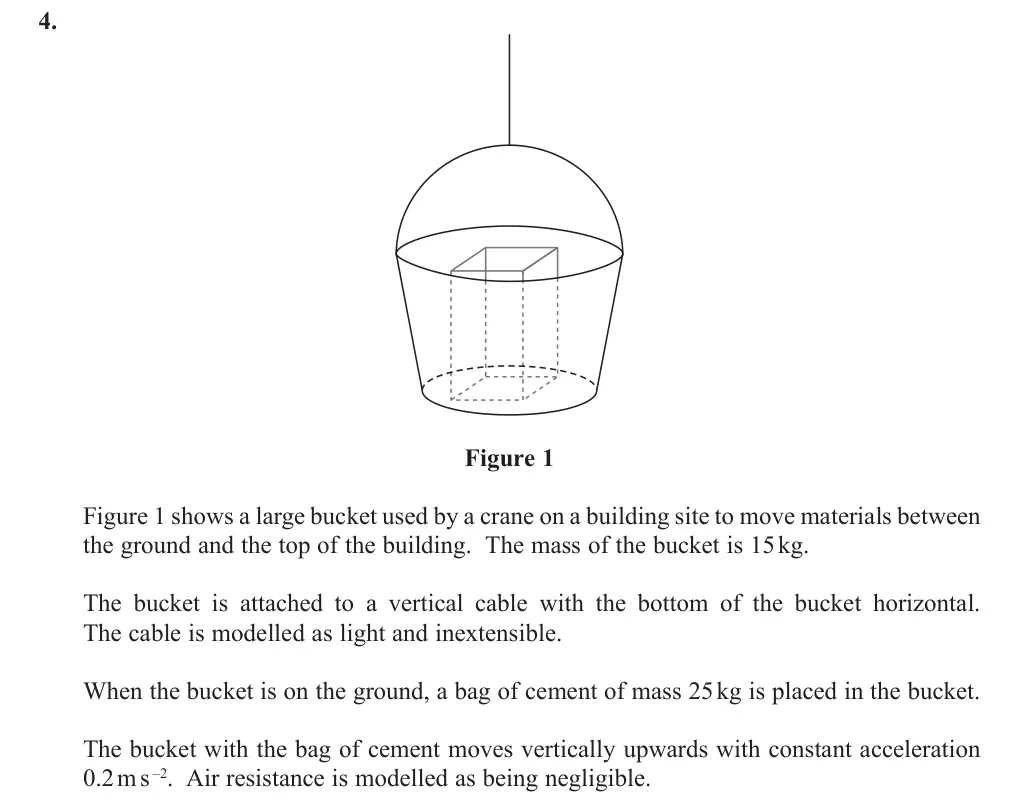 4.
Figure 1
Figure 1 shows a large bucket used by a crane on a building site to move materials between
the ground and the top of the building. The mass of the bucket is 15 kg.
The bucket is attached to a vertical cable with the bottom of the bucket horizontal.
The cable is modelled as light and inextensible.
When the bucket is on the ground, a bag of cement of mass 25 kg is placed in the bucket.
The bucket with the bag of cement moves vertically upwards with constant acceleration
0.2 m s⁻². Air resistance is modelled as being negligible.